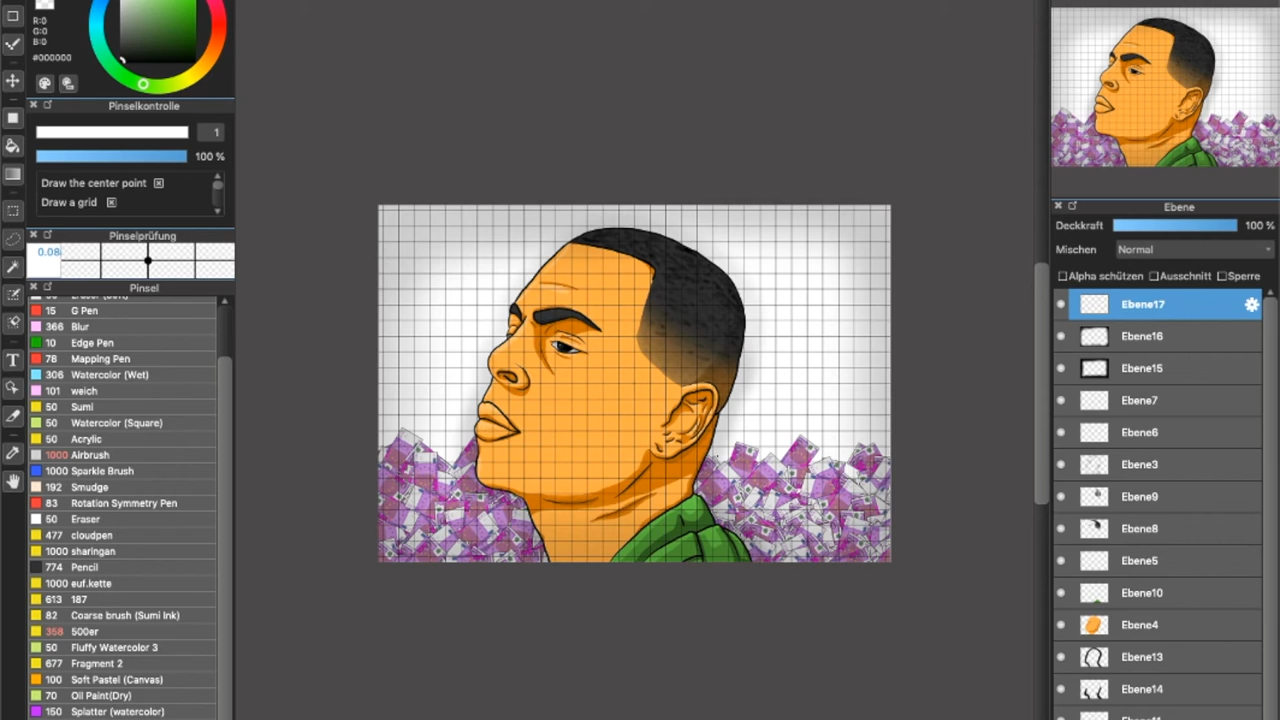 R:0
G:0
B:0
#000000
Pinselkontrolle
1
100 %
Draw the center point
Draw a grid
Pinselprüfung
0.08
Pinsel
15 G Pen
366 Blur
10 Edge Pen
78 Mapping Pen
306 Watercolor (Wet)
101 weich
50 Sumi
50 Watercolor (Square)
50 Acrylic
1000 Airbrush
1000 Sparkle Brush
192 Smudge
83 Rotation Symmetry Pen
50 Eraser
477 cloudpen
1000 sharingan
774 Pencil
1000 euf.kette
613 187
82 Coarse brush (Sumi Ink)
358 500er
50 Fluffy Watercolor 3
677 Fragment 2
100 Soft Pastel (Canvas)
70 Oil Paint(Dry)
150 Splatter (watercolor)
Ebene
Deckkraft 100 %
Mischen Normal
Alpha schützen Ausschnitt Sperre
Ebene17
Ebene16
Ebene15
Ebene7
Ebene6
Ebene3
Ebene9
Ebene8
Ebene5
Ebene10
Ebene4
Ebene13
Ebene14